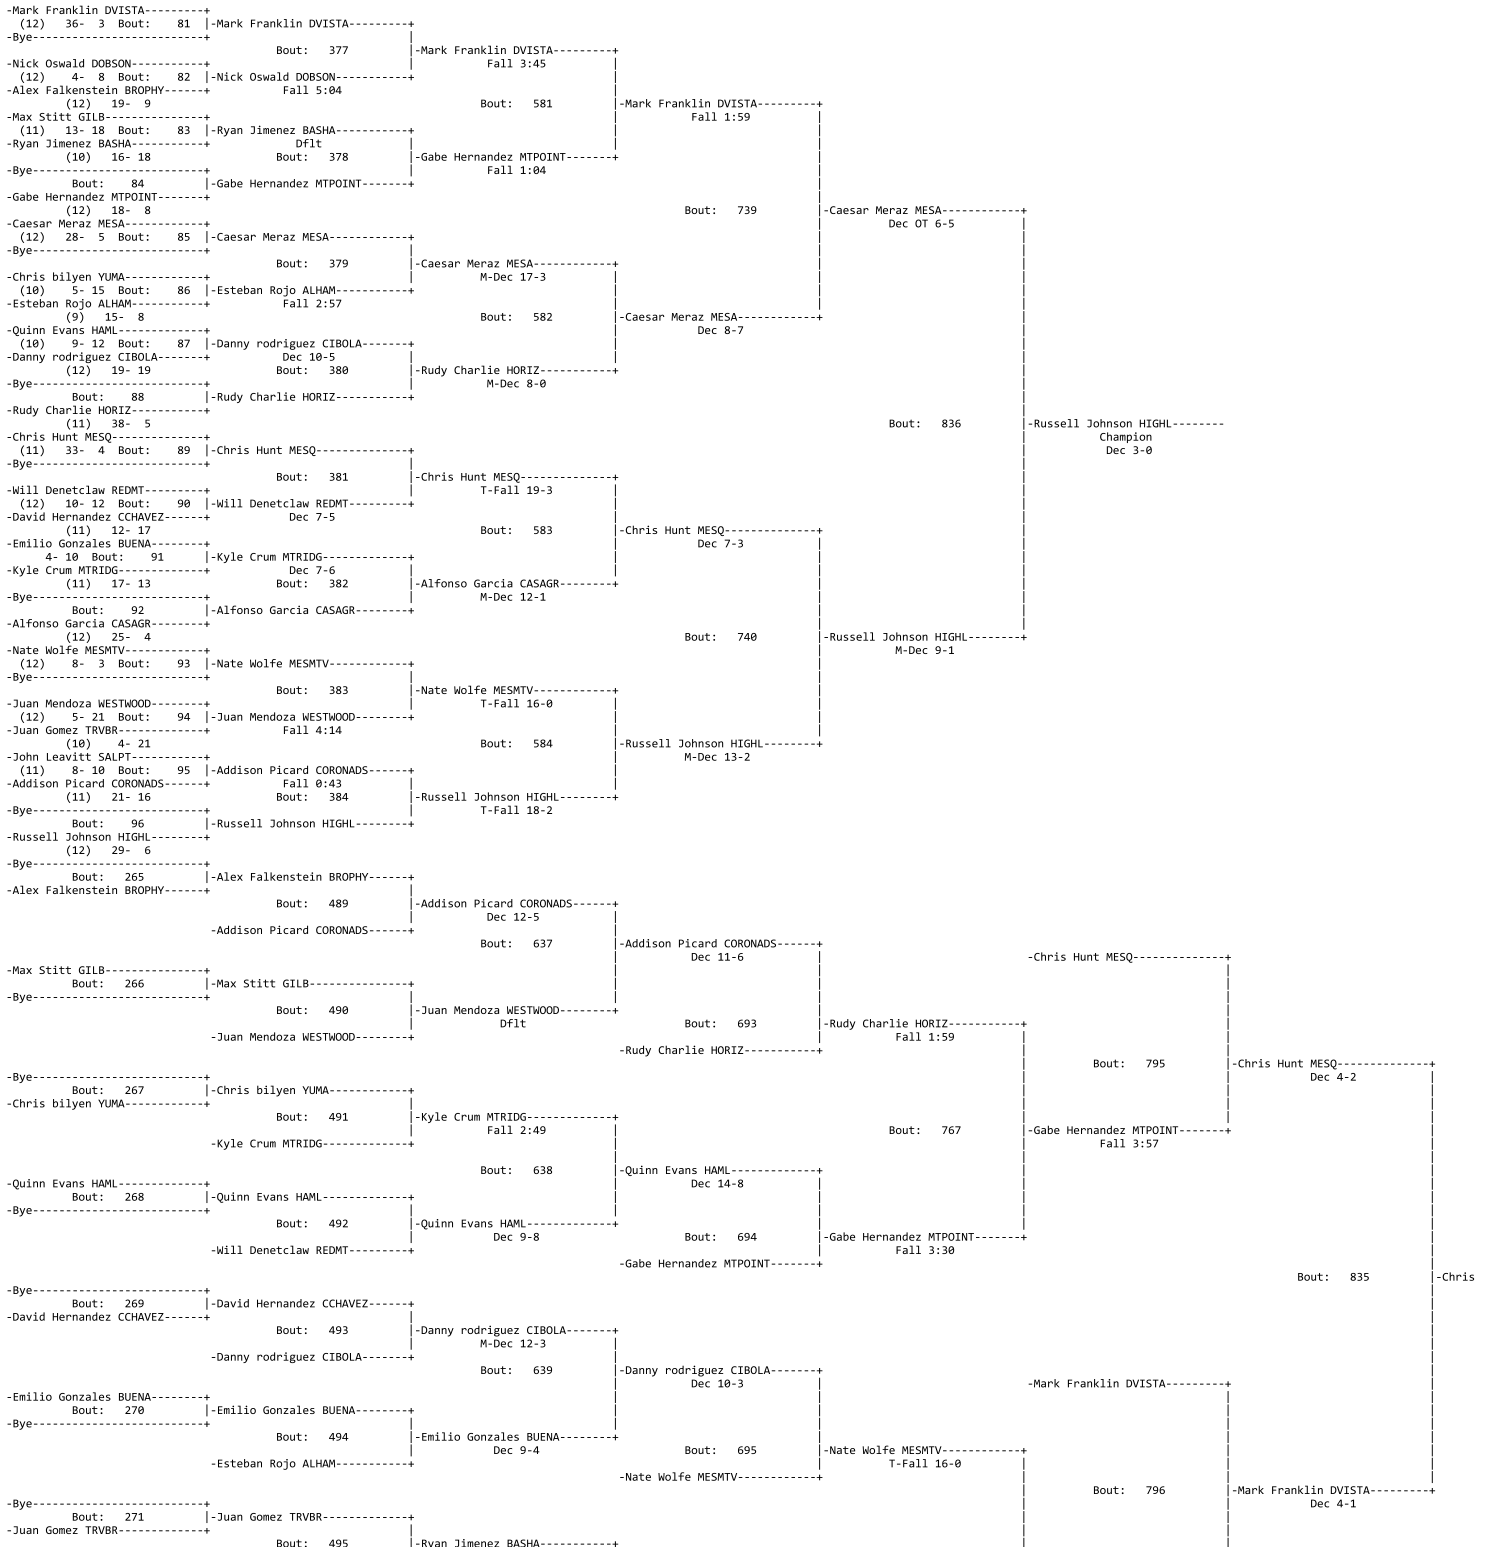 -Mark Franklin DVISTA---------+
(12) 36- 3 Bout: 81 |-Mark Franklin DVISTA---------+
-Bye--------------------------+ |
Bout: 377 |-Mark Franklin DVISTA---------+
-Nick Oswald DOBSON-----------+ | Fall 3:45 |
(12) 4- 8 Bout: 82 |-Nick Oswald DOBSON-----------+ |
-Alex Falkenstein BROPHY------+ Fall 5:04 |
(12) 19- 9 Bout: 581 |-Mark Franklin DVISTA---------+
-Max Stitt GILB---------------+ | Fall 1:59 |
(11) 13- 18 Bout: 83 |-Ryan Jimenez BASHA-----------+ | |
-Ryan Jimenez BASHA-----------+ Dflt | | |
(10) 16- 18 Bout: 378 |-Gabe Hernandez MTPOINT-------+ |
-Bye--------------------------+ | Fall 1:04 |
Bout: 84 |-Gabe Hernandez MTPOINT-------+ |
-Gabe Hernandez MTPOINT-------+ |
(12) 18- 8 Bout: 739 |-Caesar Meraz MESA------------+
-Caesar Meraz MESA------------+ | Dec OT 6-5 |
(12) 28- 5 Bout: 85 |-Caesar Meraz MESA------------+ | |
-Bye--------------------------+ | | |
Bout: 379 |-Caesar Meraz MESA------------+ | |
-Chris bilyen YUMA------------+ | M-Dec 17-3 | | |
(10) 5- 15 Bout: 86 |-Esteban Rojo ALHAM-----------+ | | |
-Esteban Rojo ALHAM-----------+ Fall 2:57 | | |
(9) 15- 8 Bout: 582 |-Caesar Meraz MESA------------+ |
-Quinn Evans HAML-------------+ | Dec 8-7 |
(10) 9- 12 Bout: 87 |-Danny rodriguez CIBOLA-------+ | |
-Danny rodriguez CIBOLA-------+ Dec 10-5 | | |
(12) 19- 19 Bout: 380 |-Rudy Charlie HORIZ-----------+ |
-Bye--------------------------+ | M-Dec 8-0 |
Bout: 88 |-Rudy Charlie HORIZ-----------+ |
-Rudy Charlie HORIZ-----------+ |
(11) 38- 5 Bout: 836 |-Russell Johnson HIGHL--------
-Chris Hunt MESQ--------------+ | Champion
(11) 33- 4 Bout: 89 |-Chris Hunt MESQ--------------+ | Dec 3-0
-Bye--------------------------+ | |
Bout: 381 |-Chris Hunt MESQ--------------+ |
-Will Denetclaw REDMT---------+ | T-Fall 19-3 | |
(12) 10- 12 Bout: 90 |-Will Denetclaw REDMT---------+ | |
-David Hernandez CCHAVEZ------+ Dec 7-5 | |
(11) 12- 17 Bout: 583 |-Chris Hunt MESQ--------------+ |
-Emilio Gonzales BUENA--------+ | Dec 7-3 | |
4- 10 Bout: 91 |-Kyle Crum MTRIDG-------------+ | | |
-Kyle Crum MTRIDG-------------+ Dec 7-6 | | | |
(11) 17- 13 Bout: 382 |-Alfonso Garcia CASAGR--------+ | |
-Bye--------------------------+ | M-Dec 12-1 | |
Bout: 92 |-Alfonso Garcia CASAGR--------+ | |
-Alfonso Garcia CASAGR--------+ | |
(12) 25- 4 Bout: 740 |-Russell Johnson HIGHL--------+
-Nate Wolfe MESMTV------------+ | M-Dec 9-1
(12) 8- 3 Bout: 93 |-Nate Wolfe MESMTV------------+ |
-Bye--------------------------+ | |
Bout: 383 |-Nate Wolfe MESMTV------------+ |
-Juan Mendoza WESTWOOD--------+ | T-Fall 16-0 | |
(12) 5- 21 Bout: 94 |-Juan Mendoza WESTWOOD--------+ | |
-Juan Gomez TRVBR-------------+ Fall 4:14 | |
(10) 4- 21 Bout: 584 |-Russell Johnson HIGHL--------+
-John Leavitt SALPT-----------+ | M-Dec 13-2
(11) 8- 10 Bout: 95 |-Addison Picard CORONADS------+ |
-Addison Picard CORONADS------+ Fall 0:43 | |
(11) 21- 16 Bout: 384 |-Russell Johnson HIGHL--------+
-Bye--------------------------+ | T-Fall 18-2
Bout: 96 |-Russell Johnson HIGHL--------+
-Russell Johnson HIGHL--------+
(12) 29- 6
-Bye--------------------------+
Bout: 265 |-Alex Falkenstein BROPHY------+
-Alex Falkenstein BROPHY------+ |
Bout: 489 |-Addison Picard CORONADS------+
| Dec 12-5 |
-Addison Picard CORONADS------+ |
Bout: 637 |-Addison Picard CORONADS------+
| Dec 11-6 | -Chris Hunt MESQ--------------+
-Max Stitt GILB---------------+ | | |
Bout: 266 |-Max Stitt GILB---------------+ | | |
-Bye--------------------------+ | | | |
Bout: 490 |-Juan Mendoza WESTWOOD--------+ | |
| Dflt Bout: 693 |-Rudy Charlie HORIZ-----------+ |
-Juan Mendoza WESTWOOD--------+ | Fall 1:59 | |
-Rudy Charlie HORIZ-----------+ | |
Bout: 795 |-Chris Hunt MESQ--------------+
-Bye--------------------------+ | | Dec 4-2 |
Bout: 267 |-Chris bilyen YUMA------------+ | | |
-Chris bilyen YUMA------------+ | | | |
Bout: 491 |-Kyle Crum MTRIDG-------------+ | | |
| Fall 2:49 | Bout: 767 |-Gabe Hernandez MTPOINT-------+ |
-Kyle Crum MTRIDG-------------+ | | Fall 3:57 |
Bout: 638 |-Quinn Evans HAML-------------+ | |
-Quinn Evans HAML-------------+ | Dec 14-8 | | |
Bout: 268 |-Quinn Evans HAML-------------+ | | | |
-Bye--------------------------+ | | | | |
Bout: 492 |-Quinn Evans HAML-------------+ | | |
| Dec 9-8 Bout: 694 |-Gabe Hernandez MTPOINT-------+ |
-Will Denetclaw REDMT---------+ | Fall 3:30 |
-Gabe Hernandez MTPOINT-------+ |
Bout: 835 |-Chris
-Bye--------------------------+ |
Bout: 269 |-David Hernandez CCHAVEZ------+ |
-David Hernandez CCHAVEZ------+ | |
Bout: 493 |-Danny rodriguez CIBOLA-------+ |
| M-Dec 12-3 | |
-Danny rodriguez CIBOLA-------+ | |
Bout: 639 |-Danny rodriguez CIBOLA-------+ |
| Dec 10-3 | -Mark Franklin DVISTA---------+ |
-Emilio Gonzales BUENA--------+ | | | |
Bout: 270 |-Emilio Gonzales BUENA--------+ | | | |
-Bye--------------------------+ | | | | |
Bout: 494 |-Emilio Gonzales BUENA--------+ | | |
| Dec 9-4 Bout: 695 |-Nate Wolfe MESMTV------------+ | |
-Esteban Rojo ALHAM-----------+ | T-Fall 16-0 | | |
-Nate Wolfe MESMTV------------+ | | |
Bout: 796 |-Mark Franklin DVISTA---------+
-Bye--------------------------+ | | Dec 4-1
Bout: 271 |-Juan Gomez TRVBR-------------+ | |
-Juan Gomez TRVBR-------------+ | | |
Bout: 495 |-Ryan Jimenez BASHA-----------+ | |